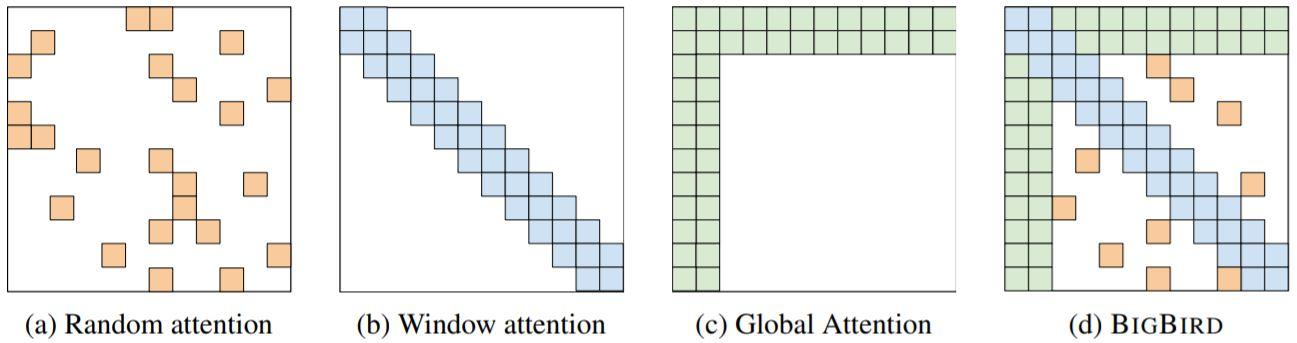 (a) Random attention
(b) Window attention
(c) Global Attention
(d) BIGBIRD